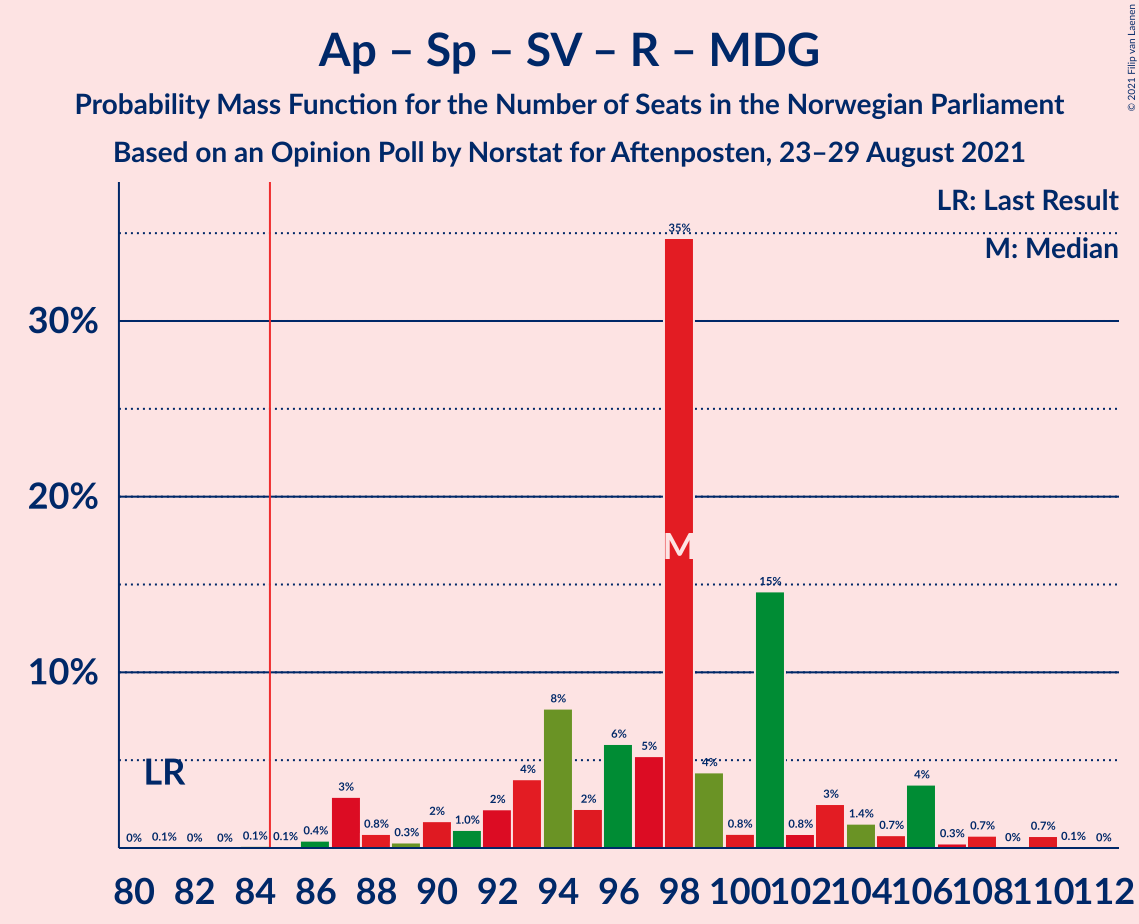 Ap – Sp – SV – R – MDG
Probability Mass Function for the Number of Seats in the Norwegian Parliament
Based on an Opinion Poll by Norstat for Aftenposten, 23–29 August 2021
© 2021 Filip van Laenen
LR: Last Result
M: Median
30%
20%
10%
LR
M
0% 0.1% 0% 0% 0.1% 0.1% 0.4% 3% 0.8% 0.3% 2% 1.0% 2% 4% 8% 2% 6% 5% 35% 4% 0.8% 15% 0.8% 3% 1.4% 0.7% 4% 0.3% 0.7% 0% 0.7% 0.1% 0%
80 82 84 86 88 90 92 94 96 98 100 102 104 106 108 110 112